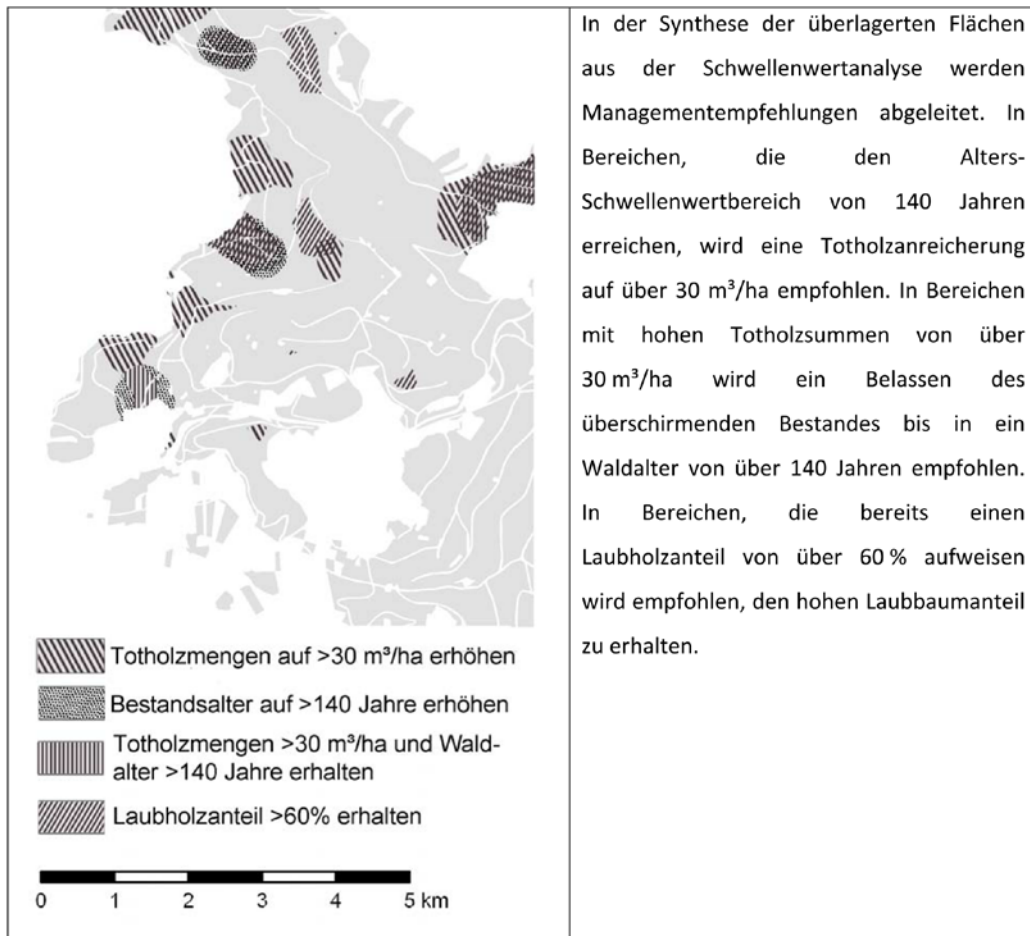 In der Synthese der überlagerten Flächen
aus der Schwellenwertanalyse werden
Managementempfehlungen abgeleitet. In
Bereichen, die den Alters-
Schwellenwertbereich von 140 Jahren
erreichen, wird eine Totholzanreicherung
auf über 30 m³/ha empfohlen. In Bereichen
mit hohen Totholzsummen von über
30 m³/ha wird ein Belassen des
überschirmenden Bestandes bis in ein
Waldalter von über 140 Jahren empfohlen.
In Bereichen, die bereits einen
Laubholzanteil von über 60 % aufweisen
wird empfohlen, den hohen Laubbaumanteil
zu erhalten.
Totholzmengen auf >30 m³/ha erhöhen
Bestandsalter auf >140 Jahre erhöhen
Totholzmengen >30 m³/ha und Wald-
alter >140 Jahre erhalten
Laubholzanteil >60% erhalten
0 1 2 3 4 5 km